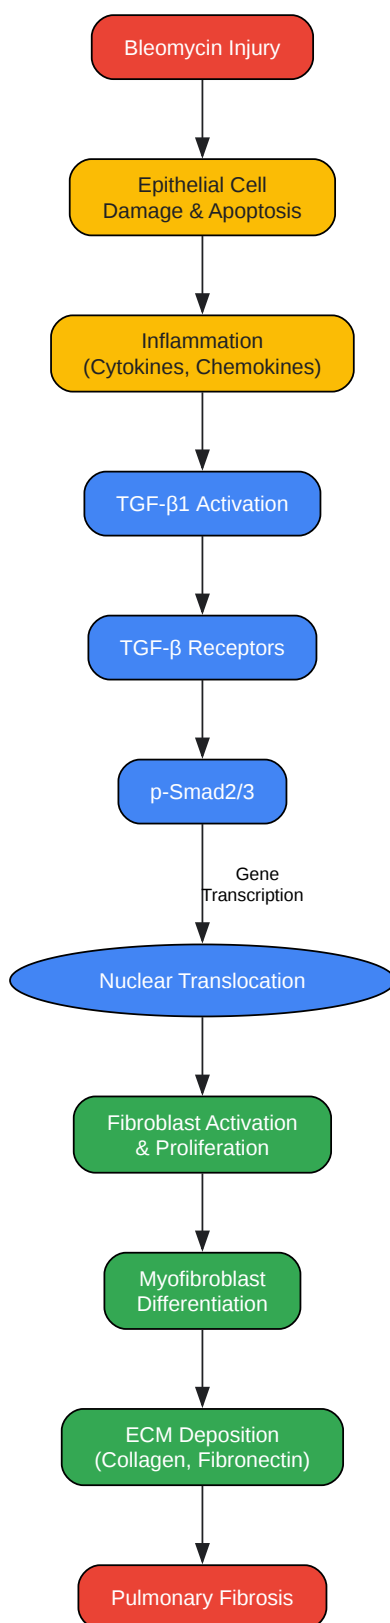 Bleomycin Injury
Epithelial Cell
Damage & Apoptosis
Inflammation
(Cytokines, Chemokines)
TGF-β1 Activation
TGF-β Receptors
p-Smad2/3
Gene
Transcription
Nuclear Translocation
Fibroblast Activation
& Proliferation
Myofibroblast
Differentiation
ECM Deposition
(Collagen, Fibronectin)
Pulmonary Fibrosis